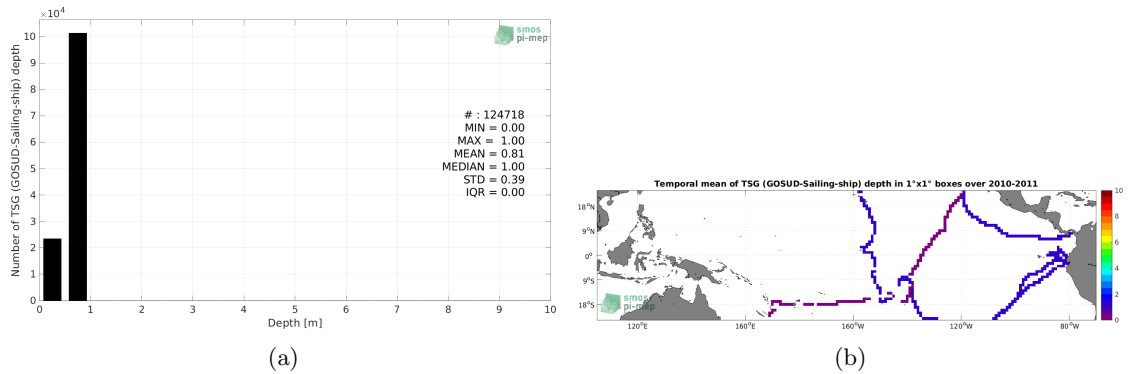 ×10⁴
10
9
8
7
6
5
4
3
2
1
0
Number of TSG (GOSUD-Sailing-ship) depth
smos
pi-mep
# : 124718
MIN = 0.00
MAX = 1.00
MEAN = 0.81
MEDIAN = 1.00
STD = 0.39
IQR = 0.00
0 1 2 3 4 5 6 7 8 9 10
Depth [m]
(a)
Temporal mean of TSG (GOSUD-Sailing-ship) depth in 1°x1° boxes over 2010-2011
18°N
9°N
0°
9°S
18°S
smos
pi-mep
120°E 160°E 160°W 120°W 80°W
10
8
6
4
2
0
(b)